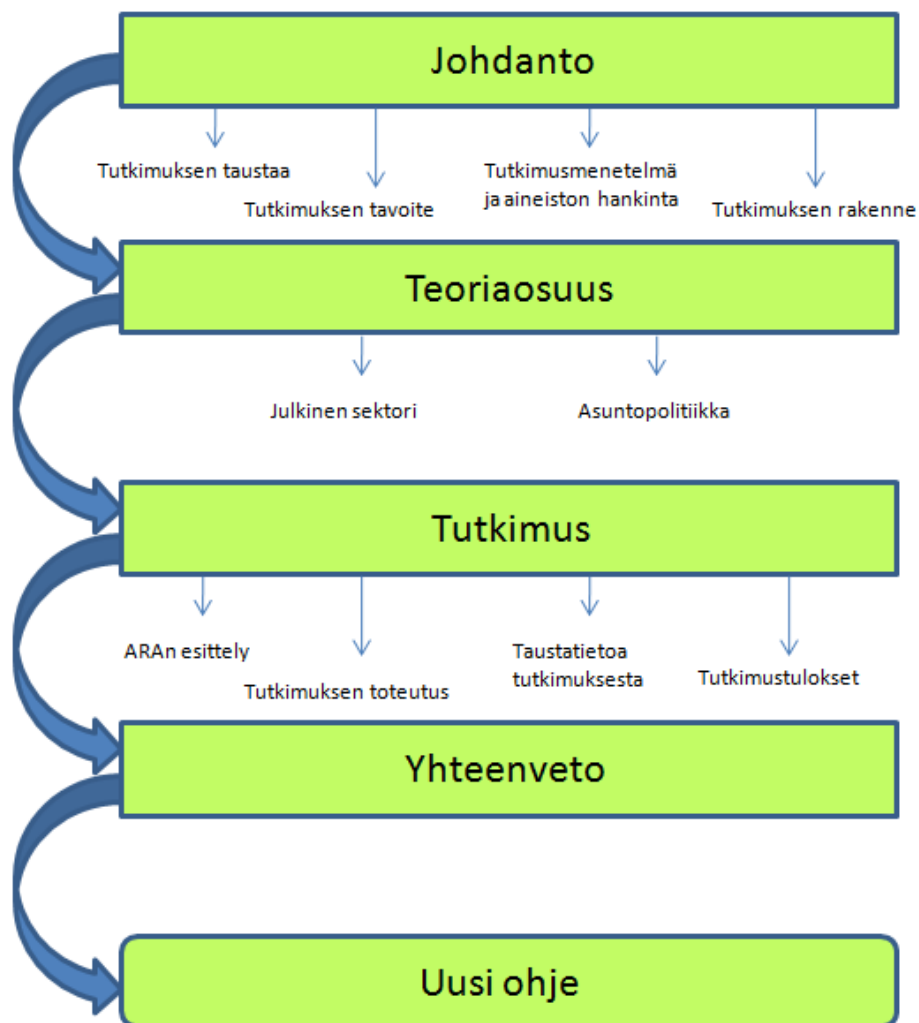 Johdanto
Tutkimuksen taustaa
Tutkimuksen tavoite
Tutkimusmenetelmä
ja aineiston hankinta
Tutkimuksen rakenne
Teoriaosuus
Julkinen sektori
Asuntopolitiikka
Tutkimus
ARAn esittely
Tutkimuksen toteutus
Taustatietoa
tutkimuksesta
Tutkimustulokset
Yhteenveto
Uusi ohje